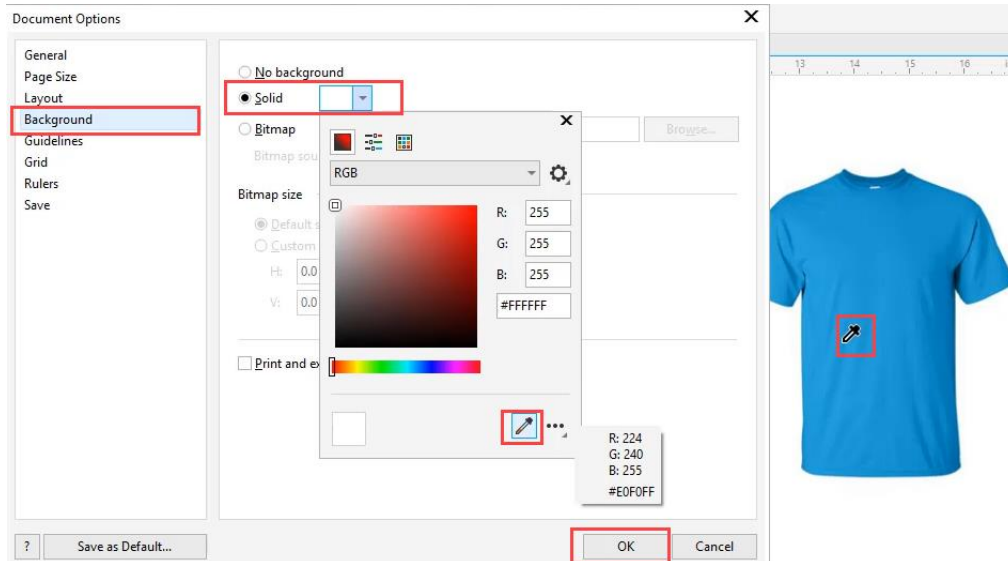 Document Options
General
Page Size
Layout
Background
Guidelines
Grid
Rulers
Save
No background
Solid
Bitmap
Browse...
Bitmap
Bitmap size
Default
Custom
H: 0.0
V: 0.0
Print and
RGB
R: 255
G: 255
B: 255
#FFFFFF
R: 224
G: 240
B: 255
#E0F0FF
? Save as Default...
OK Cancel
13 14 15 16